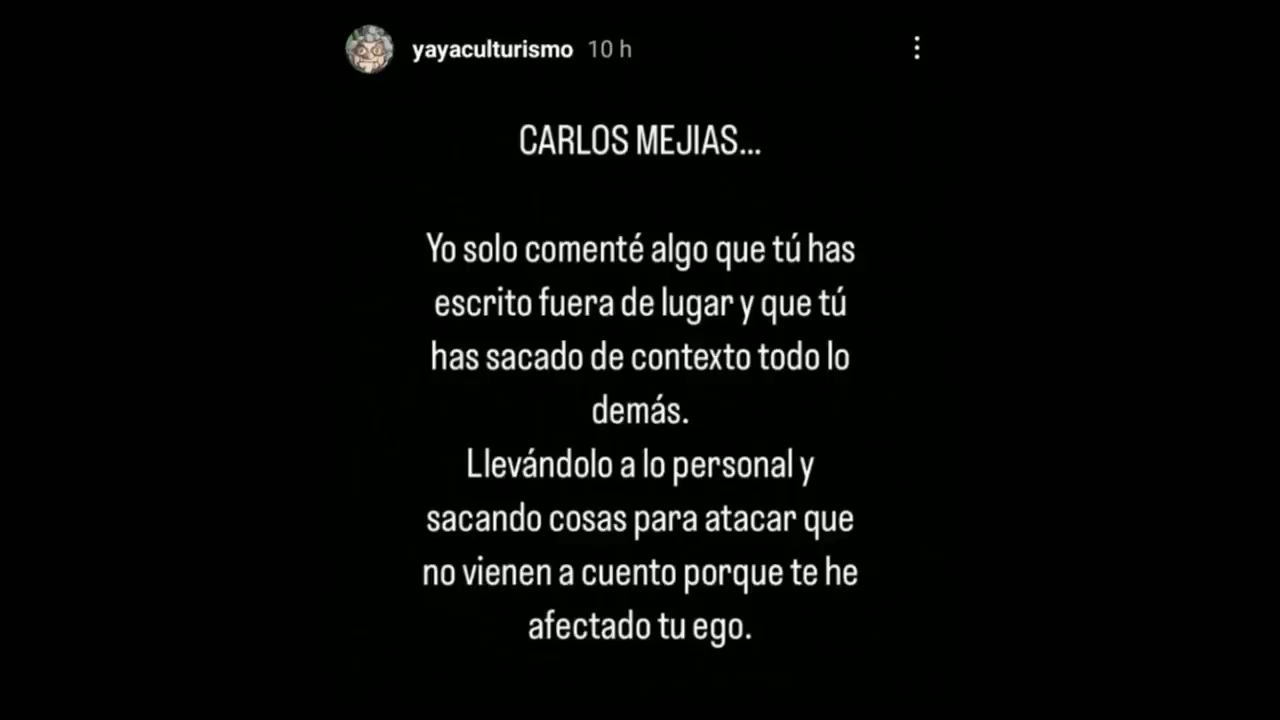 yayaculturismo 10 h
CARLOS MEJIAS...
Yo solo comenté algo que tú has
escrito fuera de lugar y que tú
has sacado de contexto todo lo
demás.
Llevándolo a lo personal y
sacando cosas para atacar que
no vienen a cuento porque te he
afectado tu ego.